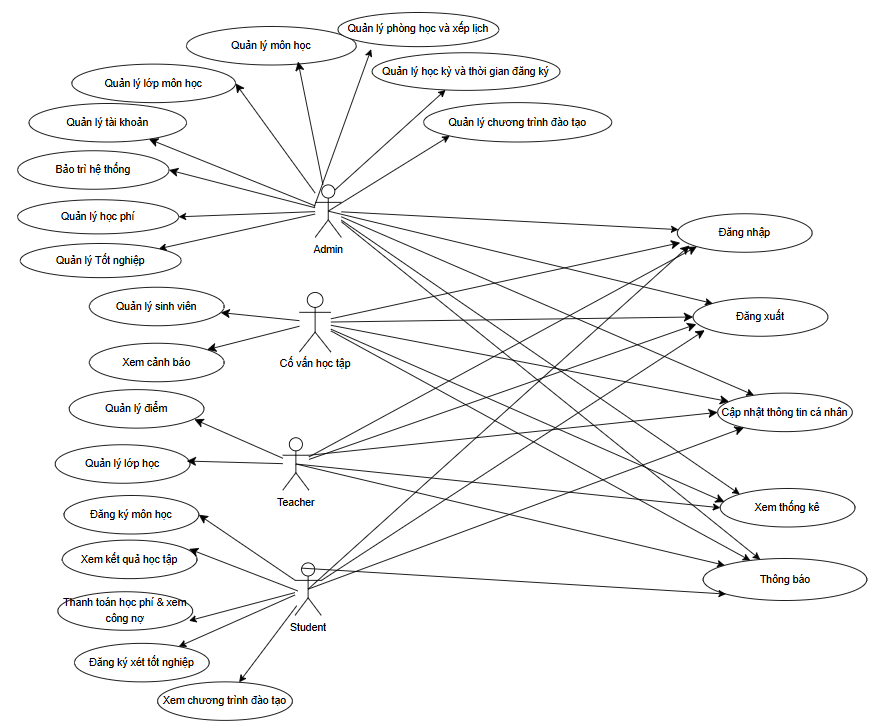 Quản lý phòng học và xếp lịch
Quản lý môn học
Quản lý học kỳ và thời gian đăng ký
Quản lý lớp môn học
Quản lý tài khoản
Quản lý chương trình đào tạo
Bảo trì hệ thống
Quản lý học phí
Admin
Đăng nhập
Quản lý Tốt nghiệp
Quản lý sinh viên
Đăng xuất
Xem cảnh báo
Cố vấn học tập
Quản lý điểm
Cập nhật thông tin cá nhân
Quản lý lớp học
Teacher
Xem thống kê
Đăng ký môn học
Xem kết quả học tập
Thông báo
Thanh toán học phí & xem
công nợ
Student
Đăng ký xét tốt nghiệp
Xem chương trình đào tạo